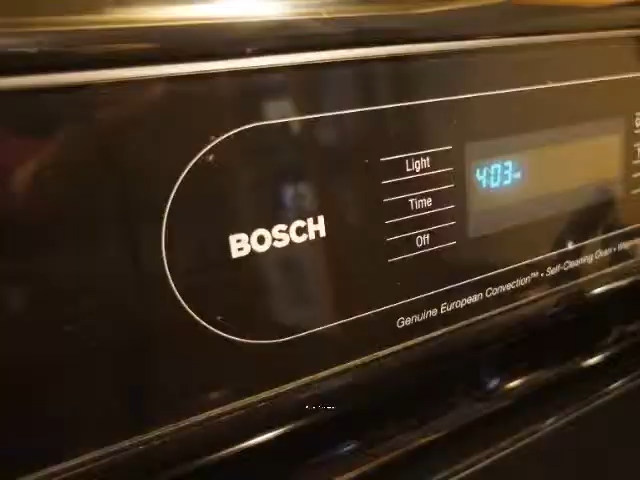 BOSCH
Light
Time
Off
4:03
Genuine European Convection™ • Self-Cleaning Oven •